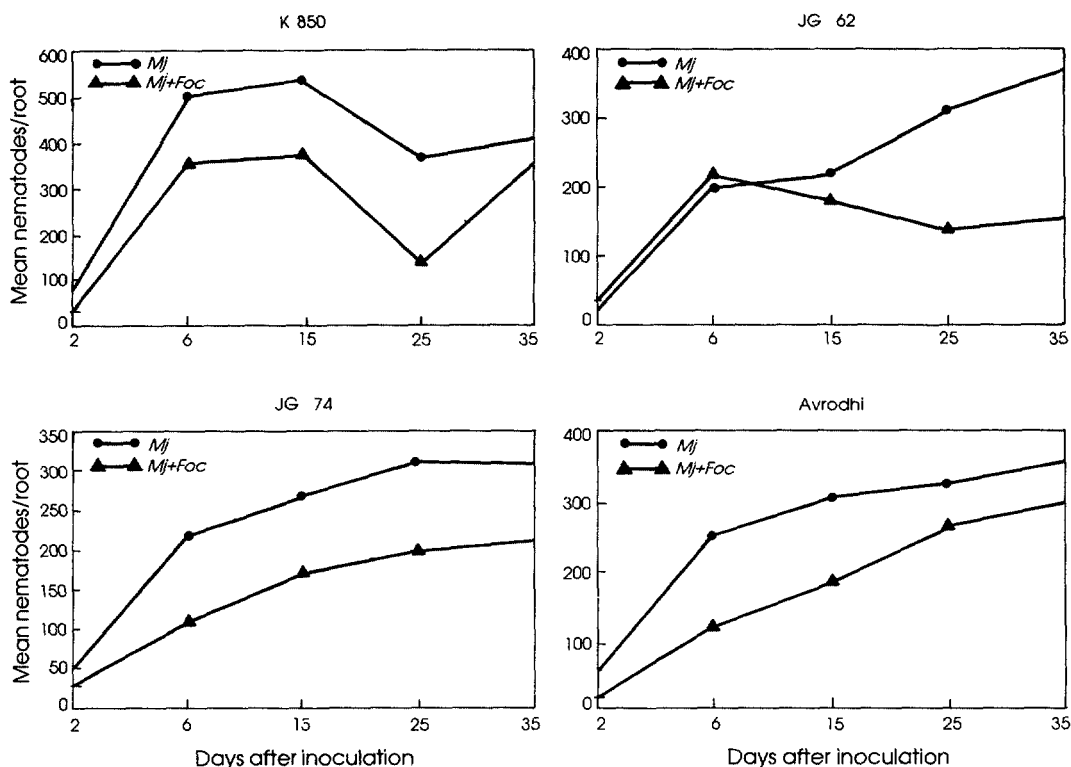 K 850
600
500
400
300
200
100
0
Mj
Mj+Foc
2 6 15 25 35
Mean nematodes/root
JG 62
400
300
200
100
0
Mj
Mj+Foc
2 6 15 25 35
JG 74
350
300
250
200
150
100
50
0
Mj
Mj+Foc
2 6 15 25 35
Mean nematodes/root
Days after inoculation
Avrodhi
400
300
200
100
0
Mj
Mj+Foc
2 6 15 25 35
Days after inoculation